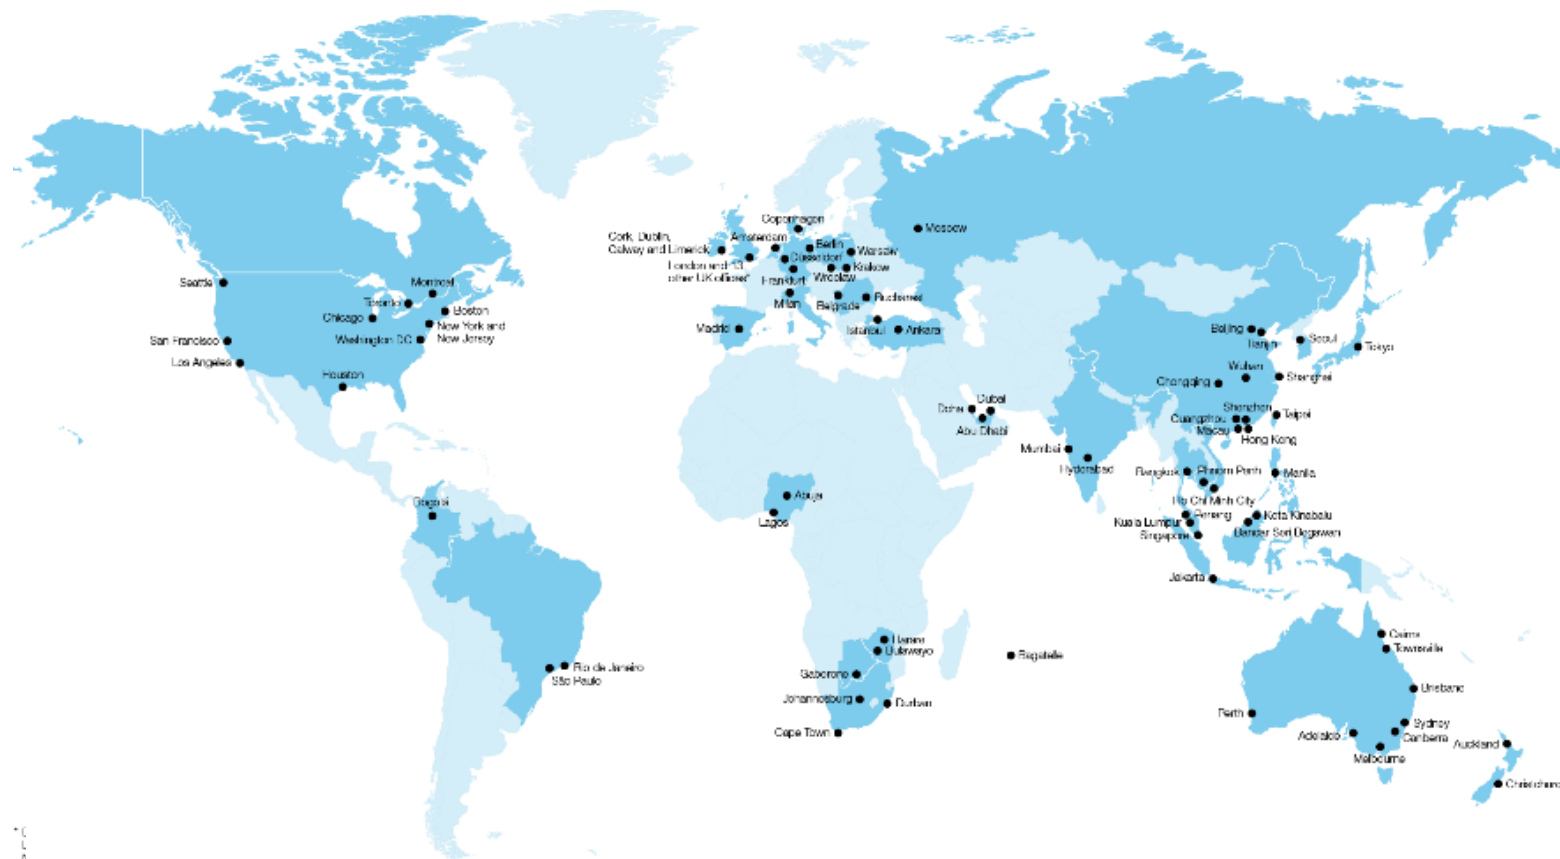 Copenhagen
Cork, Dublin,
Galway and Limerick
Amsterdam
Berlin
Moscow
London and 13
other UK offices*
Düsseldorf
Warsaw
Frankfurt
Wroclaw
Krakow
Milan
Belgrade
Bucharest
Madrid
Istanbul
Ankara
Seattle
Montreal
Toronto
Chicago
Boston
New York and
New Jersey
Washington DC
San Francisco
Los Angeles
Houston
Beijing
Tianjin
Seoul
Tokyo
Wuhan
Chongqing
Shanghai
Shenzhen
Guangzhou
Taipei
Macau
Hong Kong
Doha
Dubai
Abu Dhabi
Mumbai
Hyderabad
Bangkok
Phnom Penh
Manila
Ho Chi Minh City
Penang
Kota Kinabalu
Kuala Lumpur
Bandar Seri Begawan
Singapore
Jakarta
Bogotá
Abuja
Lagos
Rio de Janeiro
São Paulo
Harare
Bulawayo
Bagatelle
Gaborone
Johannesburg
Durban
Cape Town
Cairns
Townsville
Brisbane
Perth
Sydney
Adelaide
Canberra
Melbourne
Auckland
Christchurc